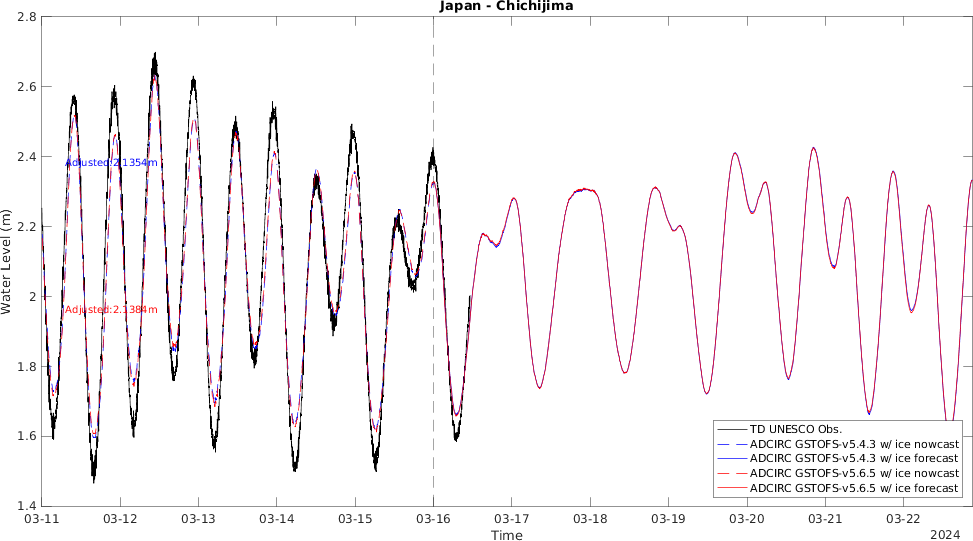 Japan - Chichijima
2.8
2.6
2.4
2.2
2
1.8
1.6
1.4
Water Level (m)
Adjusted:2.1354m
Adjusted:2.1384m
TD UNESCO Obs.
ADCIRC GSTOFS-v5.4.3 w/ ice nowcast
ADCIRC GSTOFS-v5.4.3 w/ ice forecast
ADCIRC GSTOFS-v5.6.5 w/ ice nowcast
ADCIRC GSTOFS-v5.6.5 w/ ice forecast
03-11 03-12 03-13 03-14 03-15 03-16 03-17 03-18 03-19 03-20 03-21 03-22
Time
2024